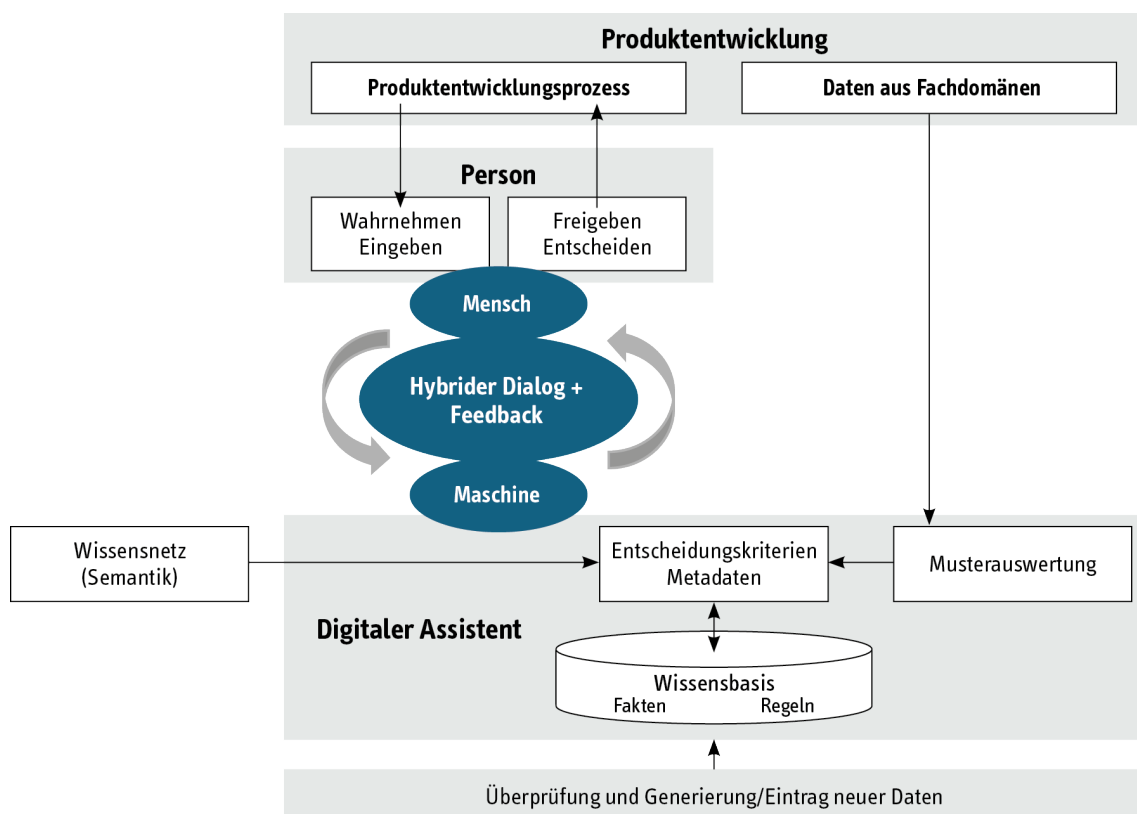 Produktentwicklung
Produktentwicklungsprozess
Daten aus Fachdomänen
Person
Wahrnehmen
Eingeben
Freigeben
Entscheiden
Mensch
Hybrider Dialog +
Feedback
Maschine
Wissensnetz
(Semantik)
Entscheidungskriterien
Metadaten
Musterauswertung
Digitaler Assistent
Wissensbasis
Fakten Regeln
Überprüfung und Generierung/Eintrag neuer Daten